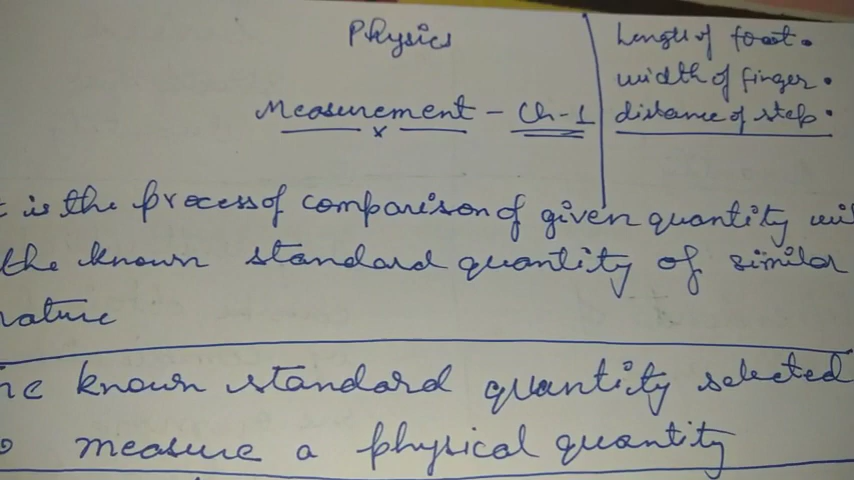 Physics
Measurement - Ch-1
Length of foot.
width of finger.
distance of step.
is the process of comparison of given quantity
the known standard quantity of similar
nature
known standard quantity selected
measure a physical quantity